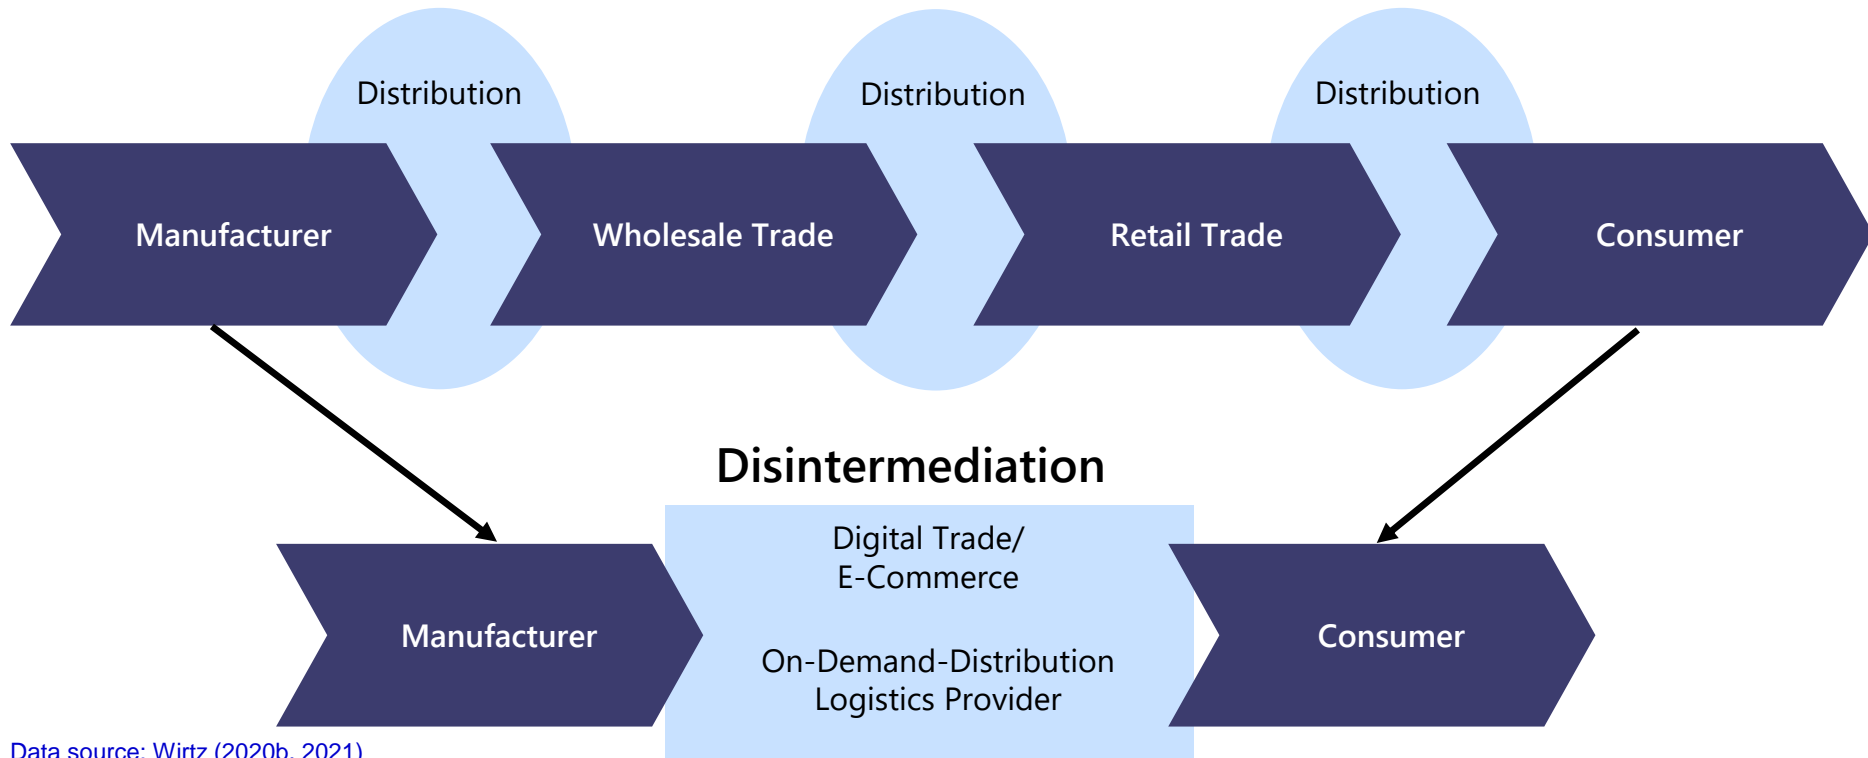 Distribution
Distribution
Distribution
Manufacturer
Wholesale Trade
Retail Trade
Consumer
Disintermediation
Digital Trade/
E-Commerce
Manufacturer
Consumer
On-Demand-Distribution
Logistics Provider
Data source: Wirtz (2020b, 2021)